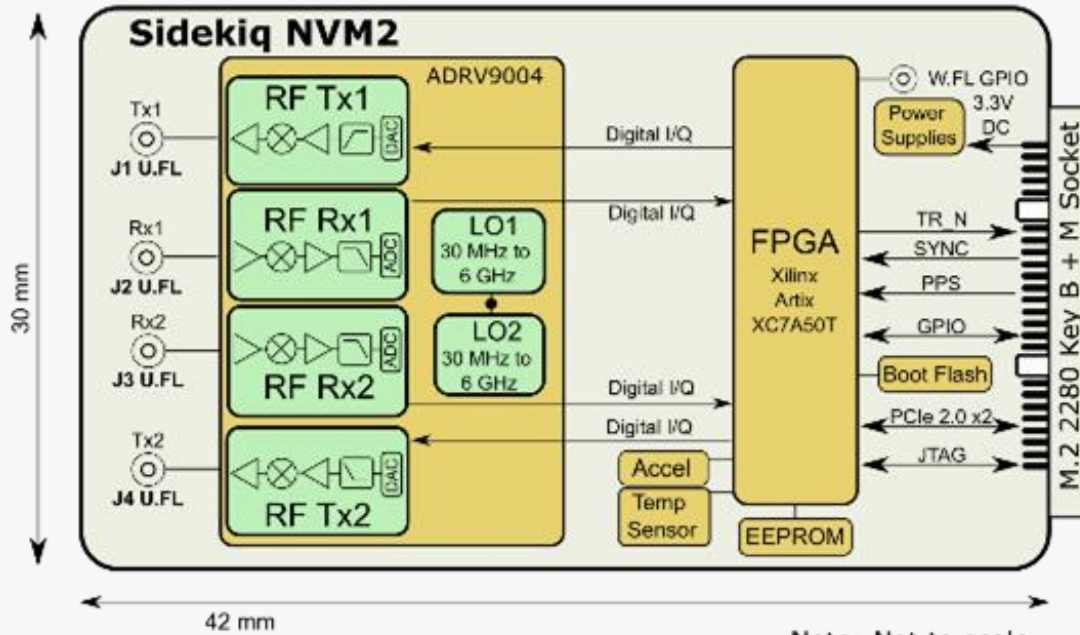 Sidekiq NVM2
30 mm
42 mm
Tx1
J1 U.FL
Rx1
J2 U.FL
Rx2
J3 U.FL
Tx2
J4 U.FL
ADRV9004
RF Tx1
DAC
RF Rx1
ADC
ADC
RF Rx2
DAC
RF Tx2
LO1
30 MHz to
6 GHz
LO2
30 MHz to
6 GHz
Digital I/Q
Digital I/Q
Digital I/Q
Digital I/Q
Accel
Temp
Sensor
FPGA
Xilinx
Artix
XC7A50T
EEPROM
W.FL GPIO
Power
Supplies
3.3V
DC
TR_N
SYNC
PPS
GPIO
Boot Flash
PCIe 2.0 x2
JTAG
M.2 2280 Key B + M Socket
Note. Not to scale